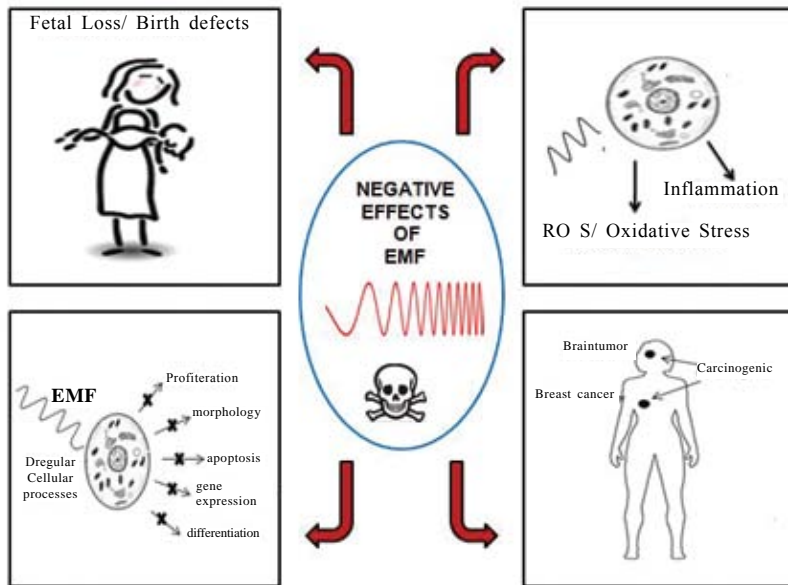 Fetal Loss/ Birth defects
NEGATIVE
EFFECTS
OF
EMF
Inflammation
RO S/ Oxidative Stress
EMF
Profiteration
morphology
apoptosis
gene
expression
differentiation
Dregular
Cellular
processes
Braintumor
Carcinogenic
Breast cancer